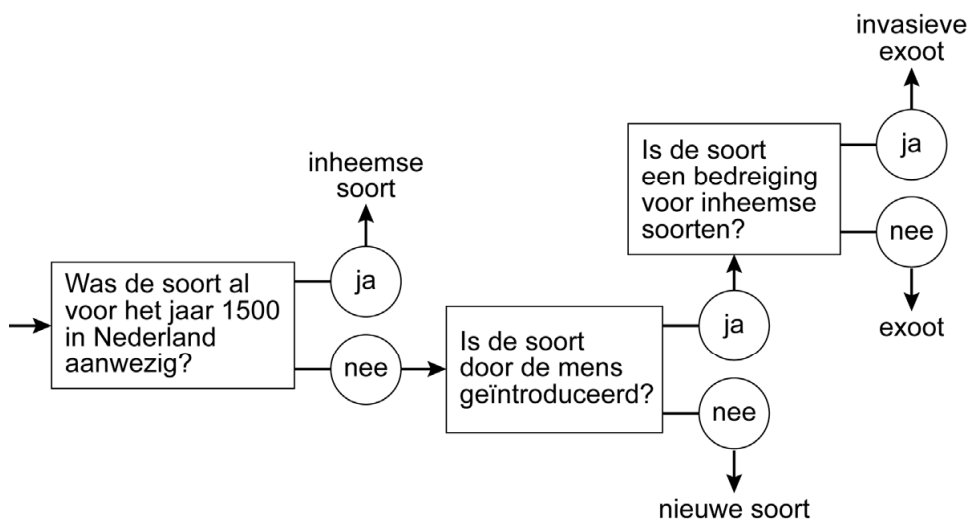 Was de soort al
voor het jaar 1500
in Nederland
aanwezig?
ja
inheemse
soort
nee
Is de soort
door de mens
geïntroduceerd?
ja
nee
nieuwe soort
Is de soort
een bedreiging
voor inheemse
soorten?
ja
invasieve
exoot
nee
exoot